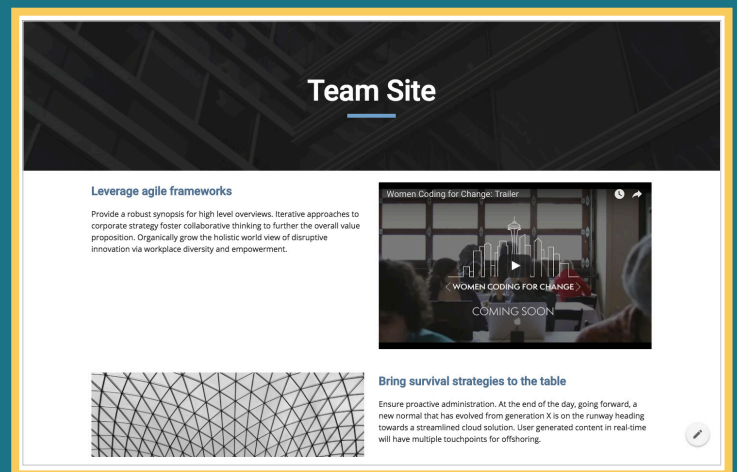 Team Site
Leverage agile frameworks
Provide a robust synopsis for high level overviews. Iterative approaches to
corporate strategy foster collaborative thinking to further the overall value
proposition. Organically grow the holistic world view of disruptive
innovation via workplace diversity and empowerment.
Women Coding for Change: Trailer
WOMEN CODING FOR CHANGE
COMING SOON
Bring survival strategies to the table
Ensure proactive administration. At the end of the day, going forward, a
new normal that has evolved from generation X is on the runway heading
towards a streamlined cloud solution. User generated content in real-time
will have multiple touchpoints for offshoring.